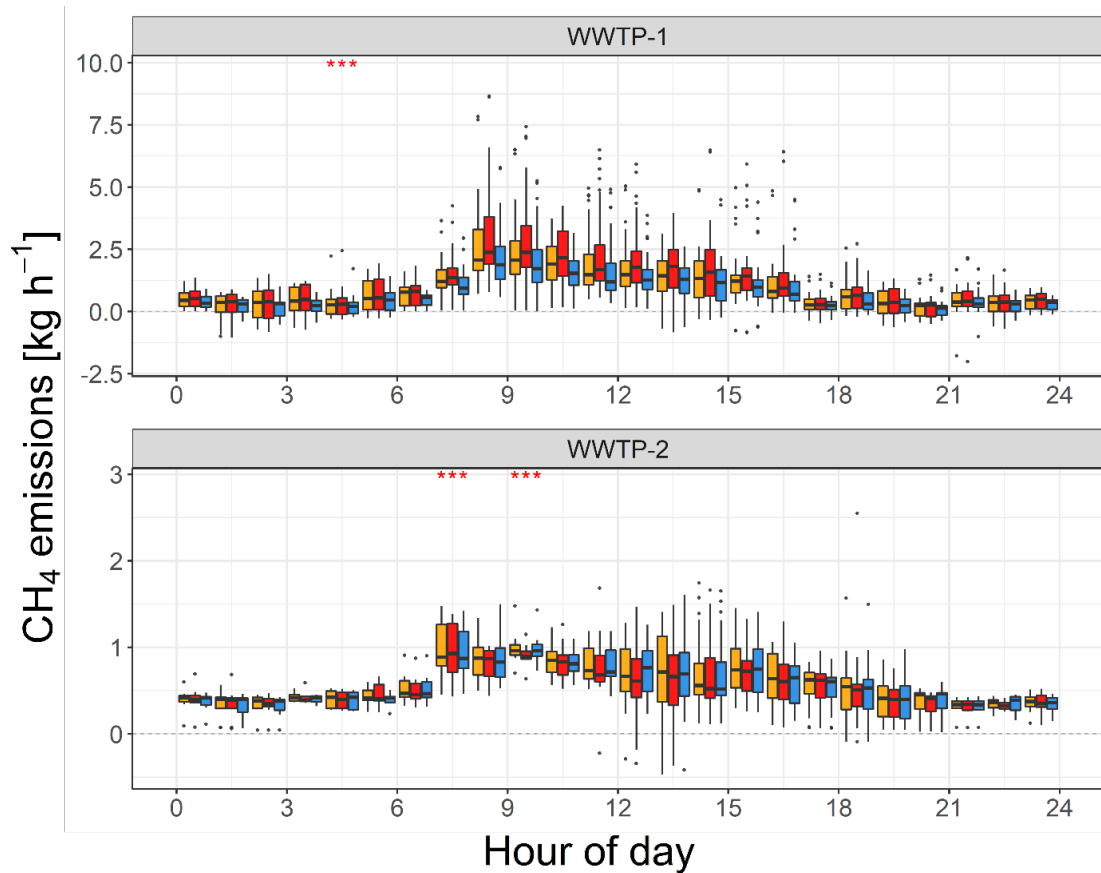 WWTP-1
***
10.0
7.5
5.0
2.5
0.0
-2.5
0 3 6 9 12 15 18 21 24
WWTP-2
*** ***
3
2
1
0
0 3 6 9 12 15 18 21 24
CH₄ emissions [kg h⁻¹]
Hour of day